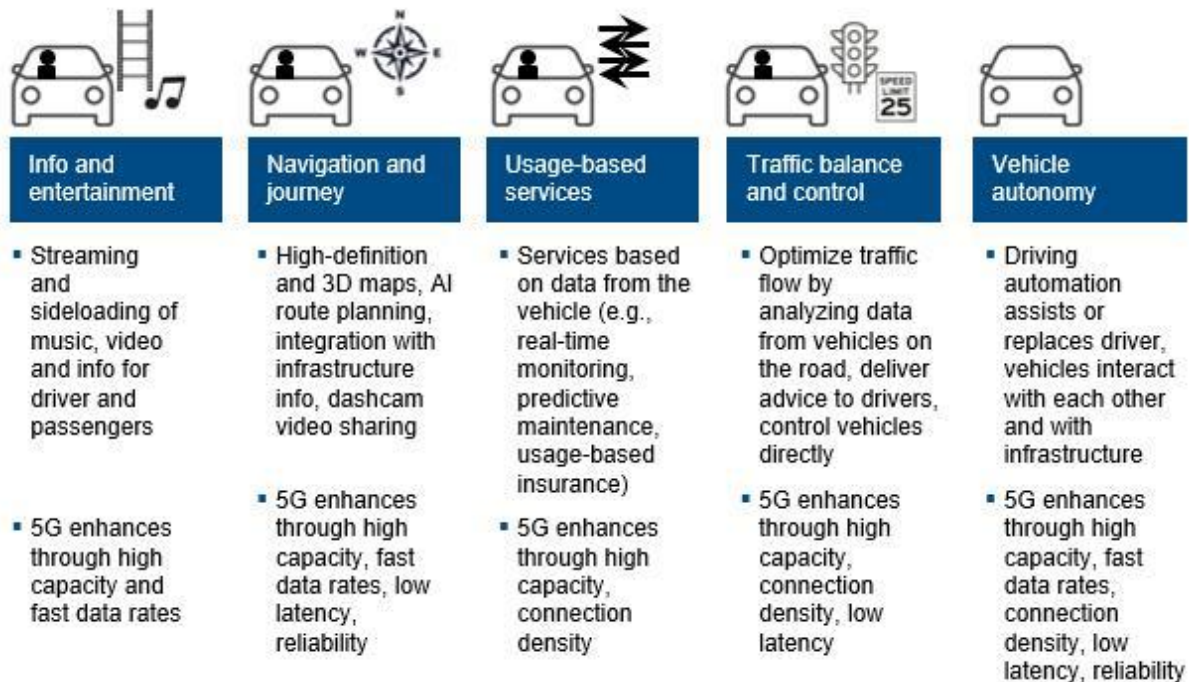 N
W E
S
SPEED
LIMIT
25
Info and
entertainment
▪ Streaming
and
sideloading of
music, video
and info for
driver and
passengers
▪ 5G enhances
through high
capacity and
fast data rates
Navigation and
journey
▪ High-definition
and 3D maps, AI
route planning,
integration with
infrastructure
info, dashcam
video sharing
▪ 5G enhances
through high
capacity, fast
data rates, low
latency,
reliability
Usage-based
services
▪ Services based
on data from the
vehicle (e.g.,
real-time
monitoring,
predictive
maintenance,
usage-based
insurance)
▪ 5G enhances
through high
capacity,
connection
density
Traffic balance
and control
▪ Optimize traffic
flow by
analyzing data
from vehicles on
the road, deliver
advice to drivers,
control vehicles
directly
▪ 5G enhances
through high
capacity,
connection
density, low
latency
Vehicle
autonomy
▪ Driving
automation
assists or
replaces driver,
vehicles interact
with each other
and with
infrastructure
▪ 5G enhances
through high
capacity, fast
data rates,
connection
density, low
latency, reliability